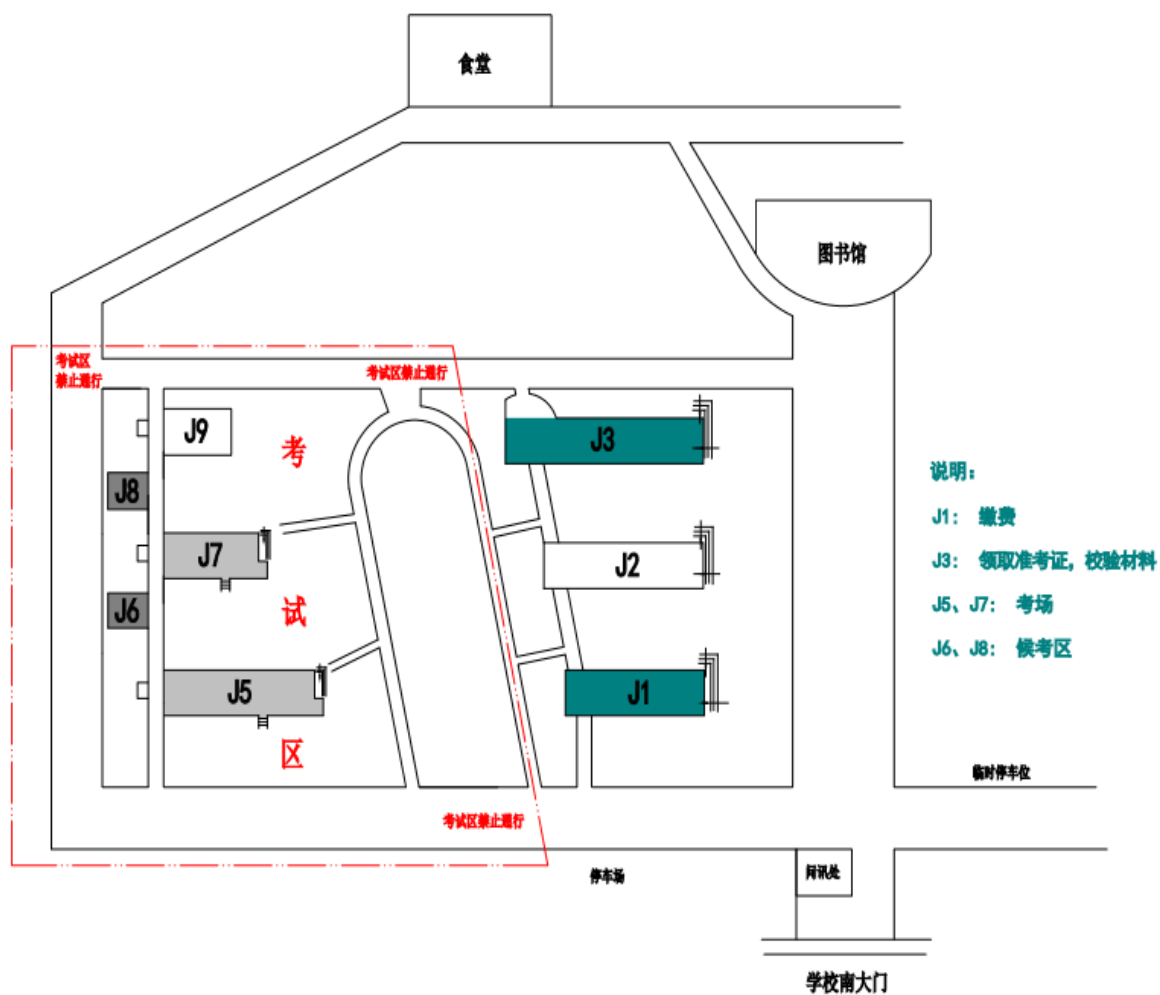 食堂
图书馆
考试区
禁止通行
考试区禁止通行
J9
考
J3
J8
说明:
J1: 缴费
J7
J2
J3: 领取准考证, 校验材料
J6
试
J5、J7: 考场
J6、J8: 候考区
J5
J1
区
临时停车位
考试区禁止通行
停车场
问讯处
学校南大门